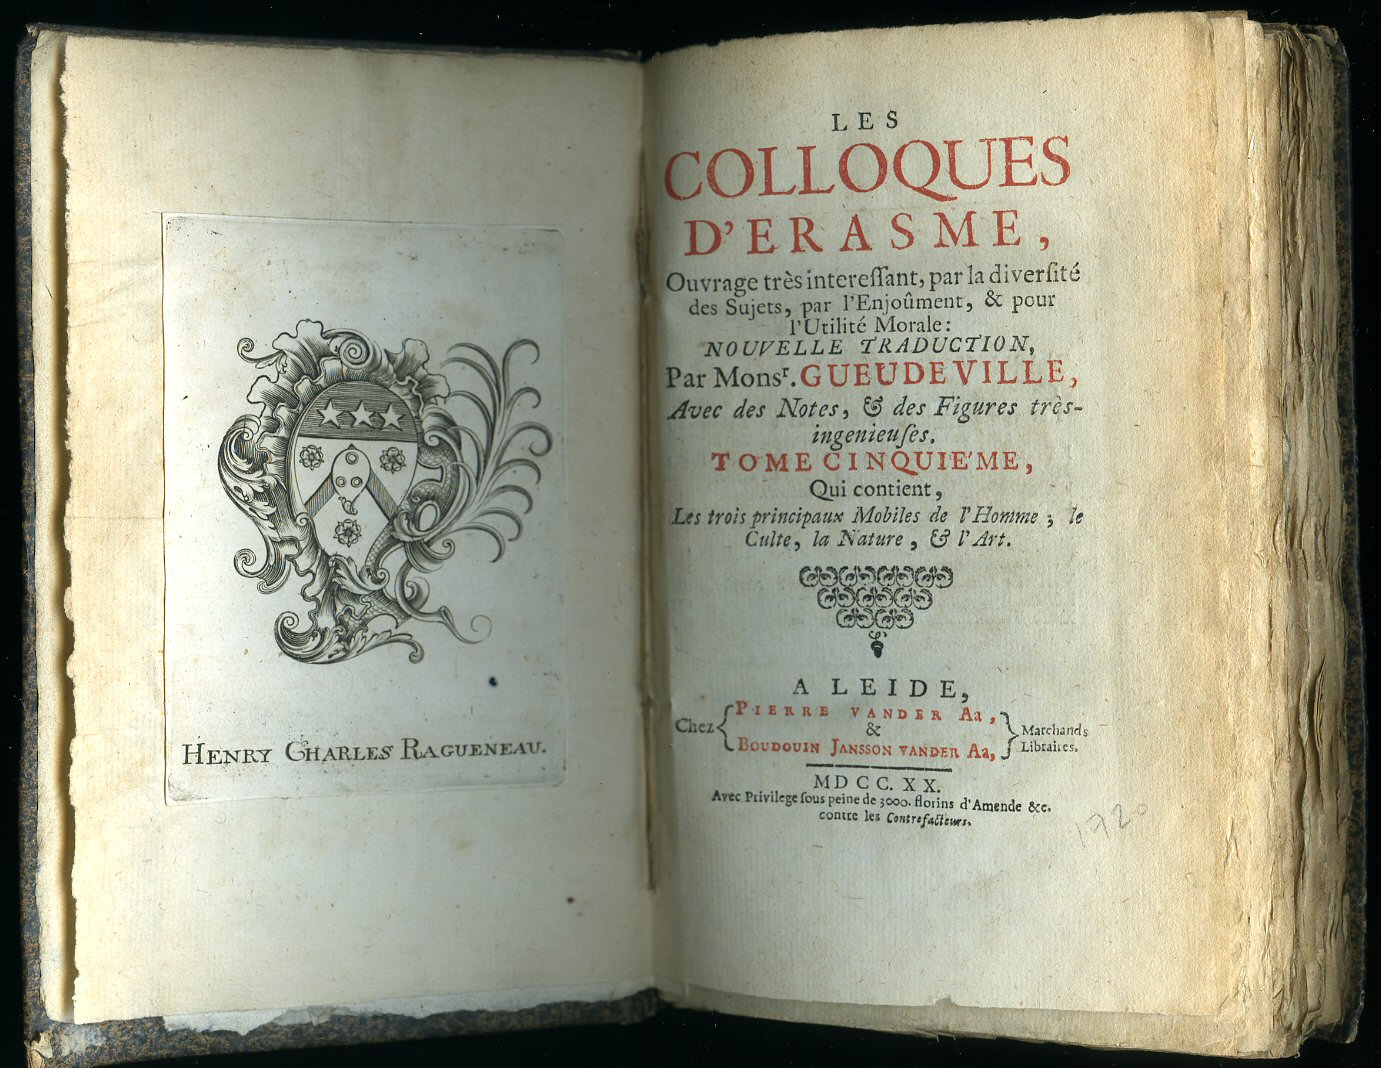 HENRY CHARLES RAGUENEAU.
LES
COLLOQUES
D'ERASME,
Ouvrage très intereſſant, par la diverſité
des Sujets, par l'Enjoûment, & pour
l'Utilité Morale:
NOUVELLE TRADUCTION,
Par Monsr. GUEUDEVILLE,
Avec des Notes, & des Figures très-
ingenieuſes.
TOME CINQUIE'ME,
Qui contient,
Les trois principaux Mobiles de l'Homme; le
Culte, la Nature, & l'Art.
A LEIDE,
Chez { PIERRE VANDER Aa, & BOUDOUIN JANSSON VANDER Aa, } Marchands Libraires.
MDCC. XX.
Avec Privilege ſous peine de 3000. florins d'Amende &c.
contre les Contrefacteurs.
1720